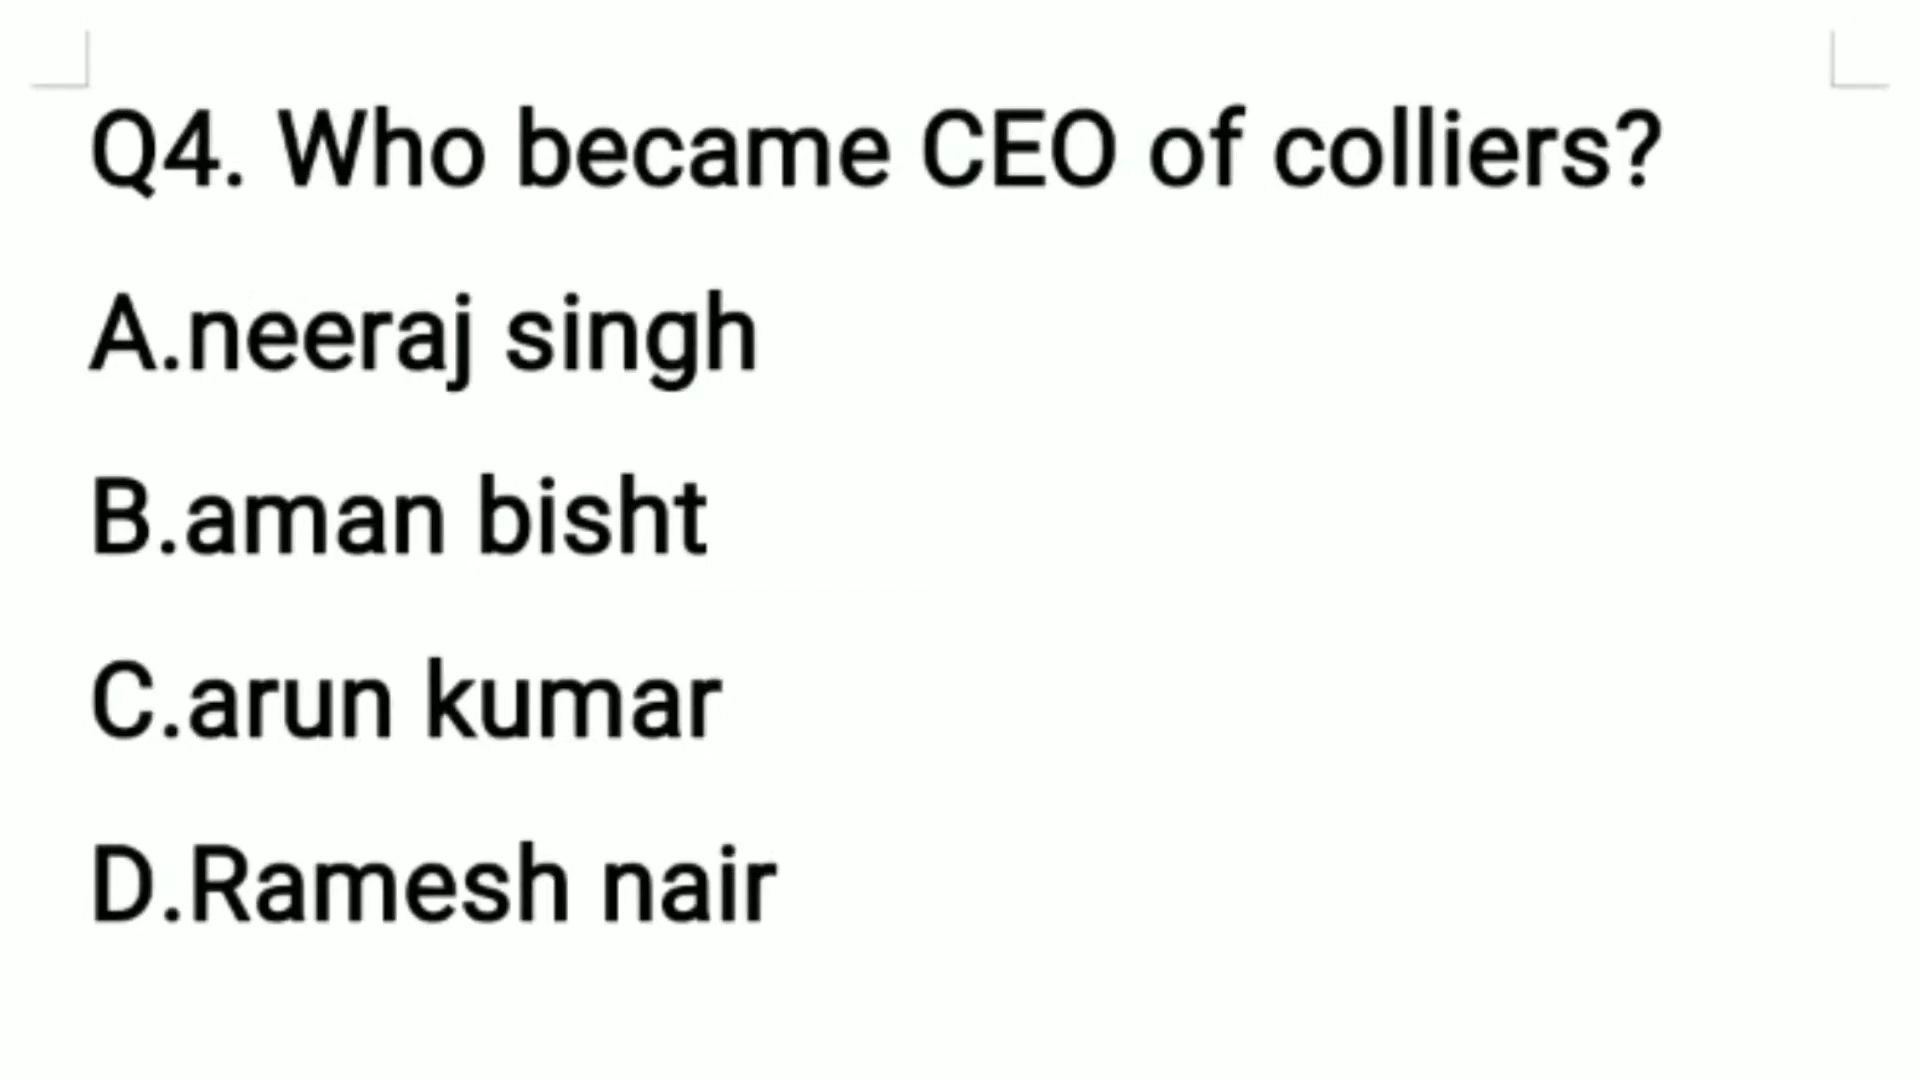 Q4. Who became CEO of colliers?
A.neeraj singh
B.aman bisht
C.arun kumar
D.Ramesh nair